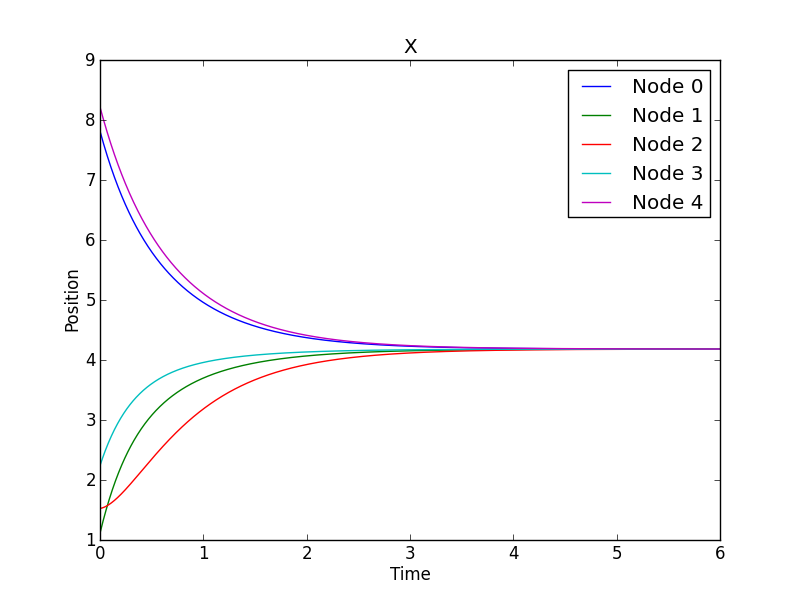 X
9
8
7
6
5
4
3
2
1
Position
0 1 2 3 4 5 6
Time
Node 0
Node 1
Node 2
Node 3
Node 4